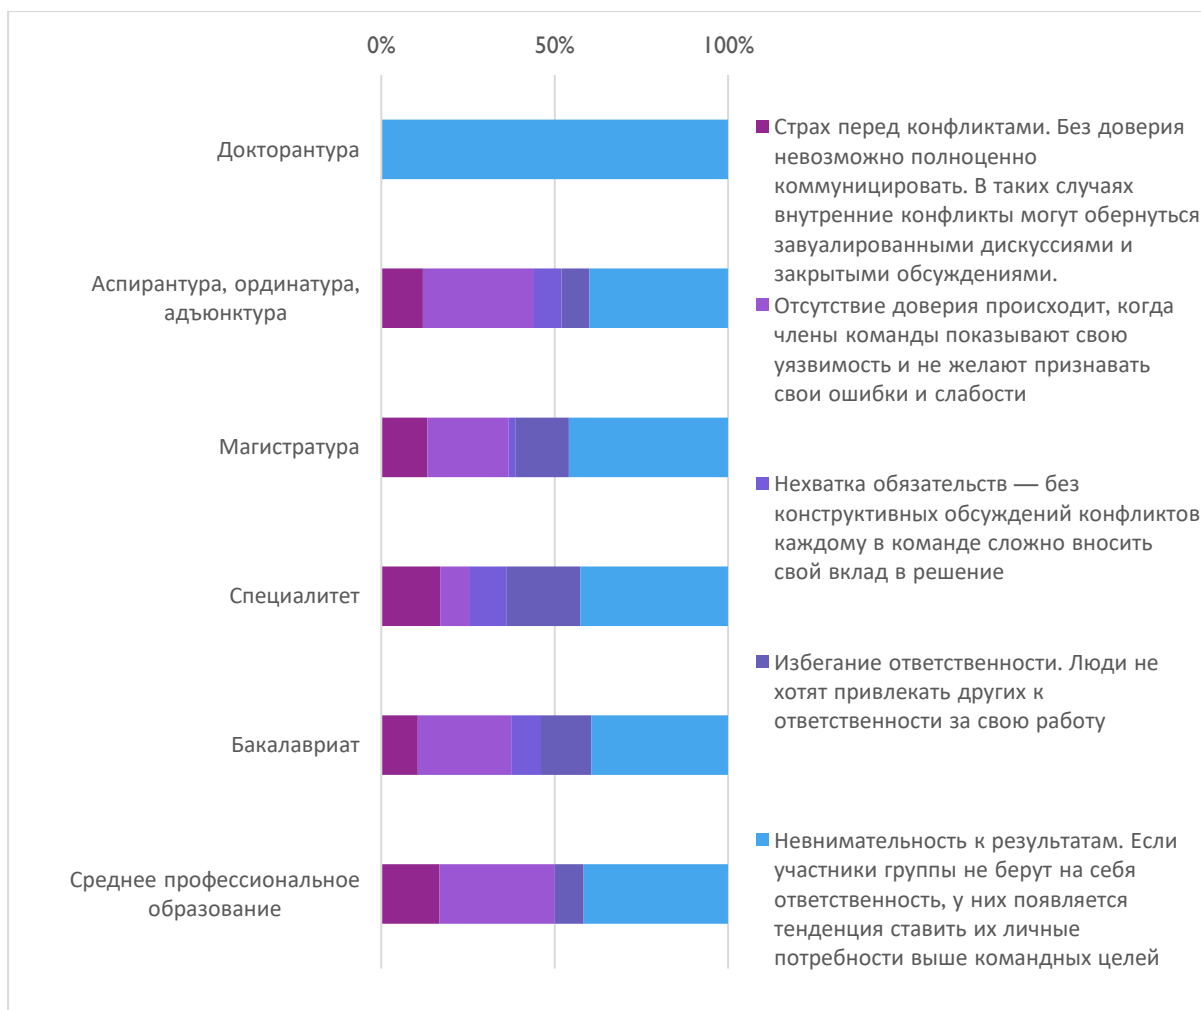 0% 50% 100%
Докторантура
Аспирантура, ординатура,
адъюнктура
Магистратура
Специалитет
Бакалавриат
Среднее профессиональное
образование
Страх перед конфликтами. Без доверия
невозможно полноценно
коммуницировать. В таких случаях
внутренние конфликты могут обернуться
завуалированными дискуссиями и
закрытыми обсуждениями.
Отсутствие доверия происходит, когда
члены команды показывают свою
уязвимость и не желают признавать
свои ошибки и слабости
Нехватка обязательств — без
конструктивных обсуждений конфликтов
каждому в команде сложно вносить
свой вклад в решение
Избегание ответственности. Люди не
хотят привлекать других к
ответственности за свою работу
Невнимательность к результатам. Если
участники группы не берут на себя
ответственность, у них появляется
тенденция ставить их личные
потребности выше командных целей